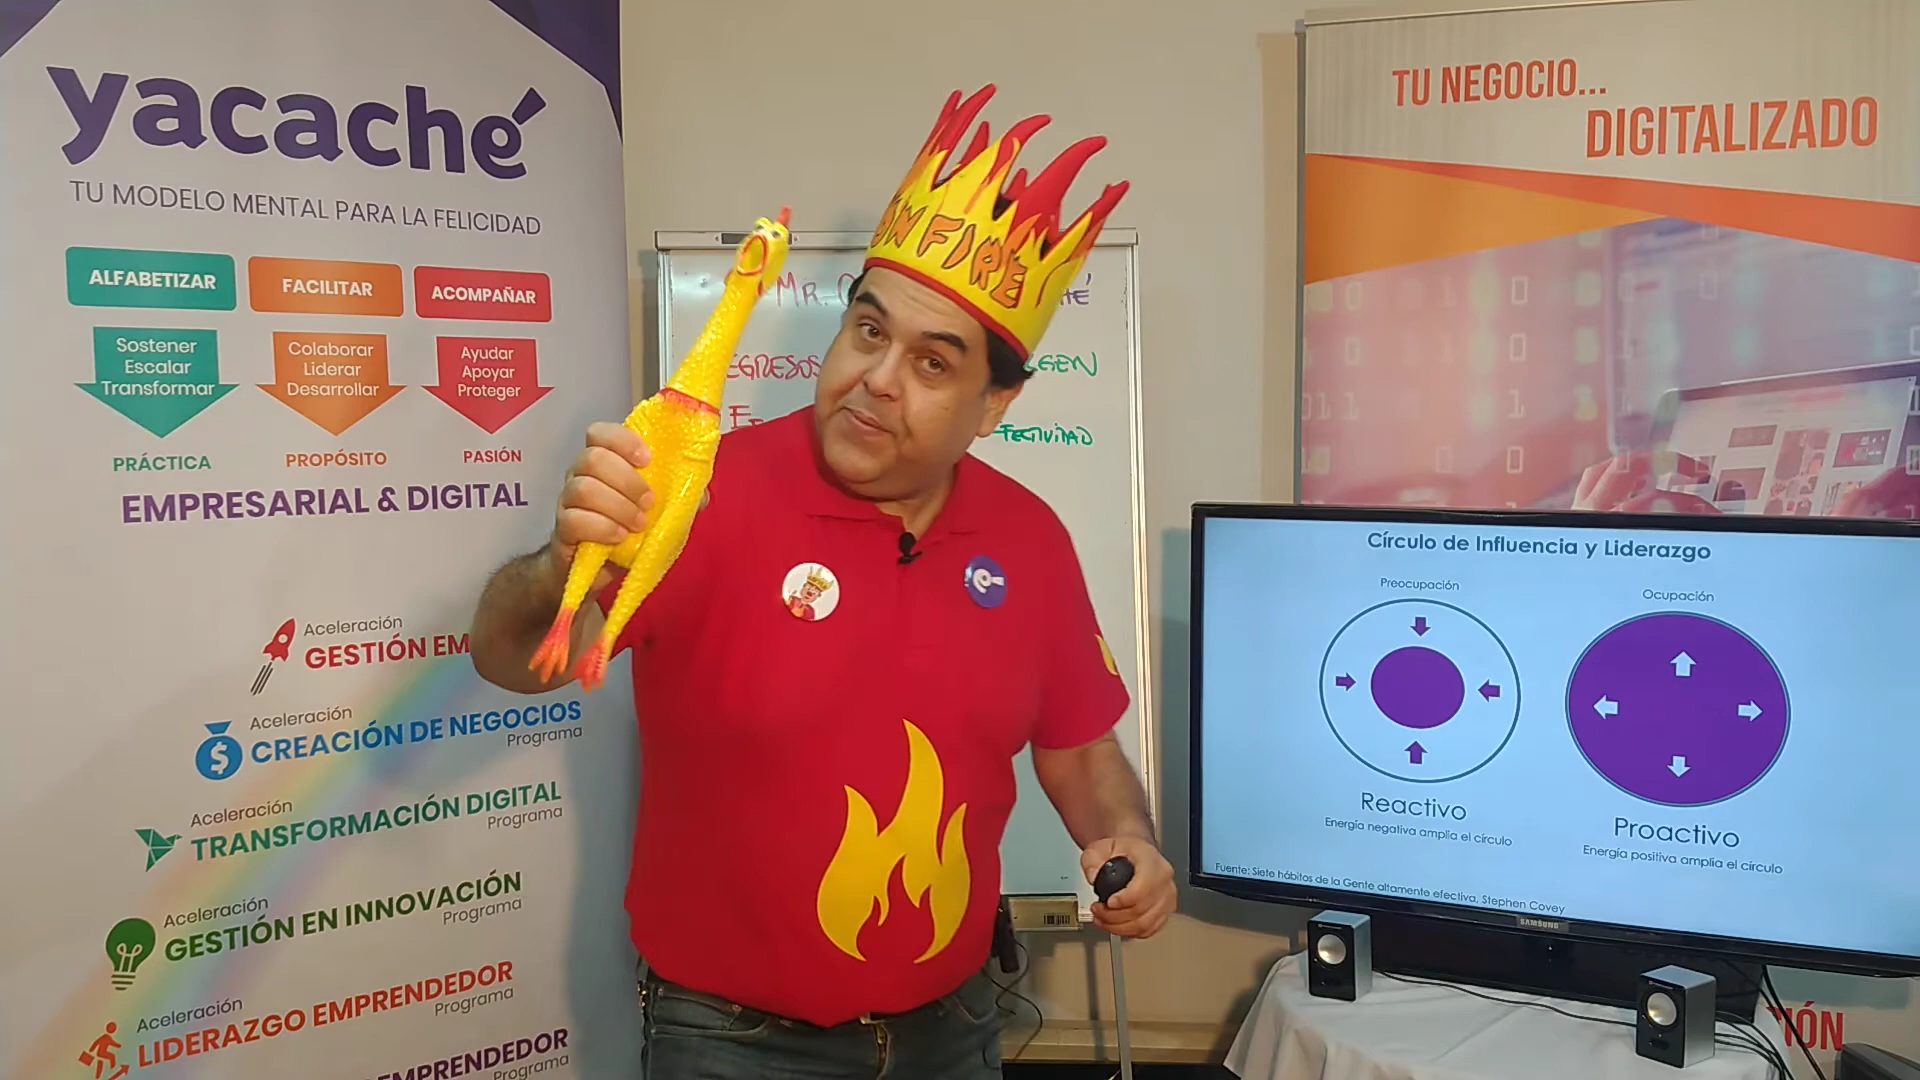 yacaché
TU MODELO MENTAL PARA LA FELICIDAD
ALFABETIZAR
FACILITAR
ACOMPAÑAR
Sostener
Escalar
Transformar
Colaborar
Liderar
Desarrollar
Ayudar
Apoyar
Proteger
PRÁCTICA
PROPÓSITO
PASIÓN
EMPRESARIAL & DIGITAL
Aceleración
GESTIÓN
Aceleración
CREACIÓN DE NEGOCIOS
Programa
Aceleración
TRANSFORMACIÓN DIGITAL
Programa
Aceleración
GESTIÓN EN INNOVACIÓN
Programa
Aceleración
LIDERAZGO EMPRENDEDOR
Programa
EMPRENDEDOR
Programa
ON FIRE
MR.
EGRESOS
TU NEGOCIO...
DIGITALIZADO
Círculo de Influencia y Liderazgo
Preocupación
Ocupación
Reactivo
Energía negativa amplia el círculo
Proactivo
Energía positiva amplia el círculo
Fuente: Siete hábitos de la Gente altamente efectiva, Stephen Covey
SAMSUNG